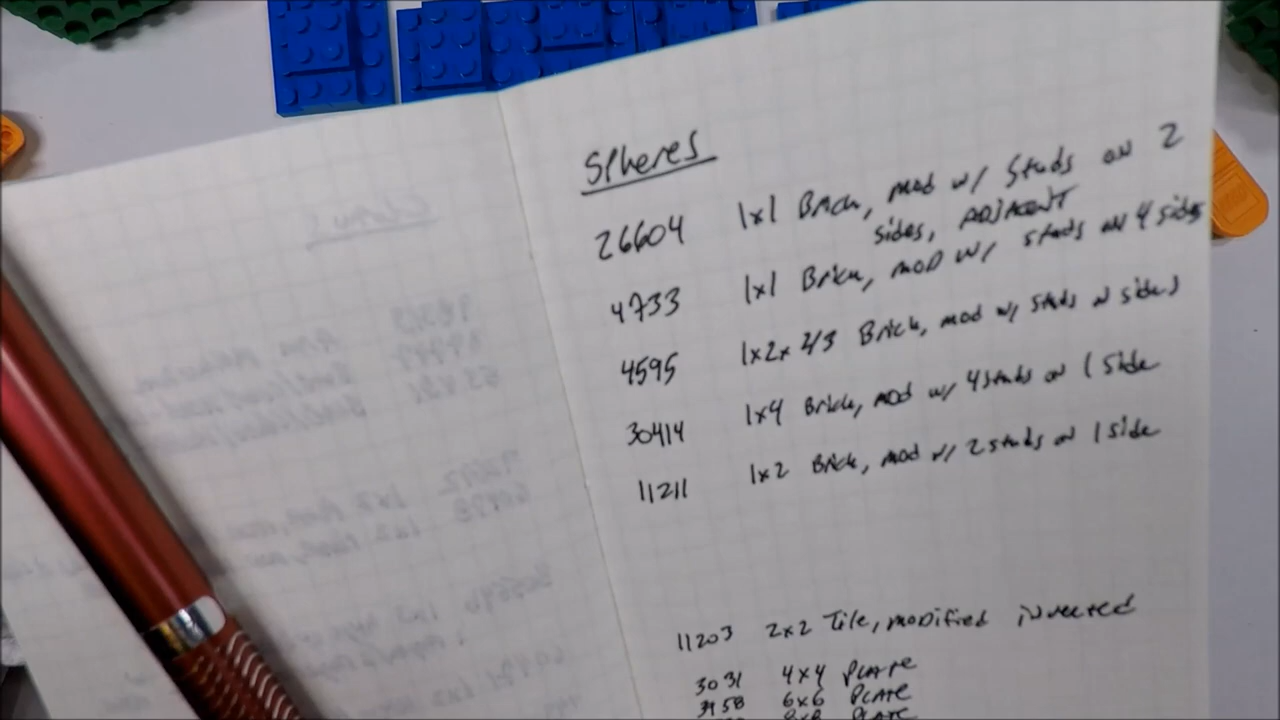 Spheres
26604 1x1 Brick, mod w/ studs on 2
sides, ADJACENT
4733 1x1 Brick, moD w/ studs on 4 sides
4595 1x2x 2/3 Brick, mod w/ studs on sides
30414 1x4 Brick, mod w/ 4 studs on 1 side
11211 1x2 Brick, mod w/ 2 studs on 1 side
11203 2x2 Tile, modified inverted
3031 4x4 PLATE
3958 6x6 PLATE
PLATE